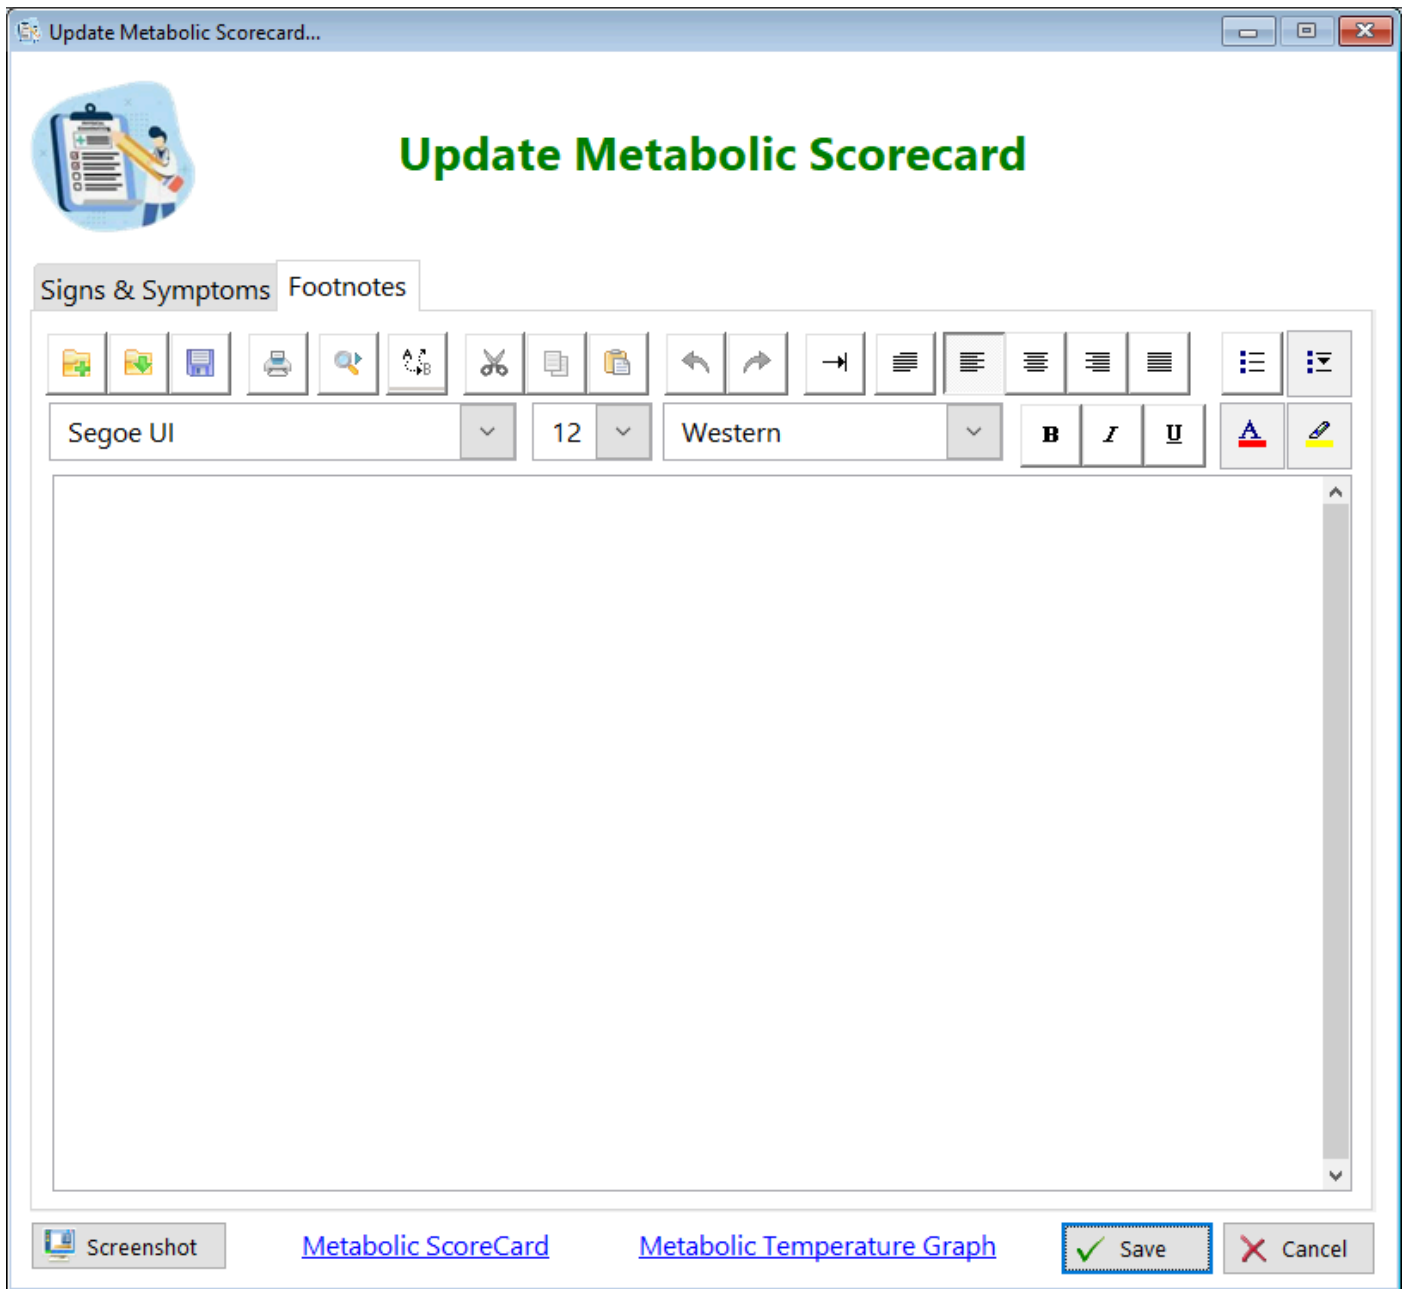 Update Metabolic Scorecard...
Update Metabolic Scorecard
Signs & Symptoms Footnotes
Segoe UI 12 Western B I U A
Screenshot Metabolic ScoreCard Metabolic Temperature Graph Save Cancel